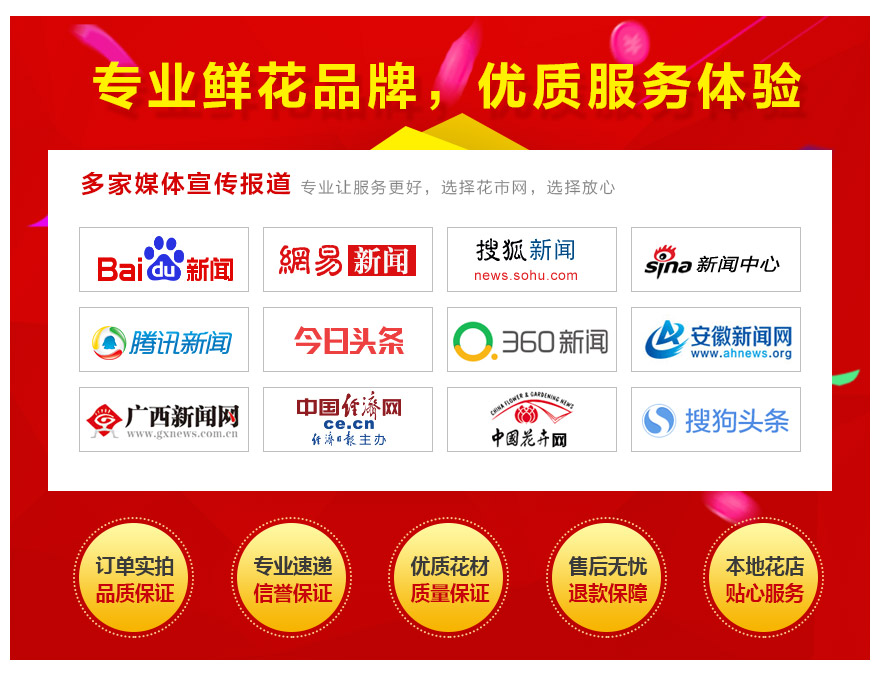 专业鲜花品牌，优质服务体验
多家媒体宣传报道 专业让服务更好，选择花市网，选择放心
Bai du 新闻
網易 新闻
搜狐新闻
news.sohu.com
sina 新闻中心
腾讯新闻
今日头条
360新闻
安徽新闻网
www.ahnews.org
广西新闻网
www.gxnews.com.cn
中国经济网
ce.cn
经济日报主办
CHINA FLOWER & GARDENING NEWS
中国花卉网
搜狗头条
订单实拍
品质保证
专业速递
信誉保证
优质花材
质量保证
售后无忧
退款保障
本地花店
贴心服务